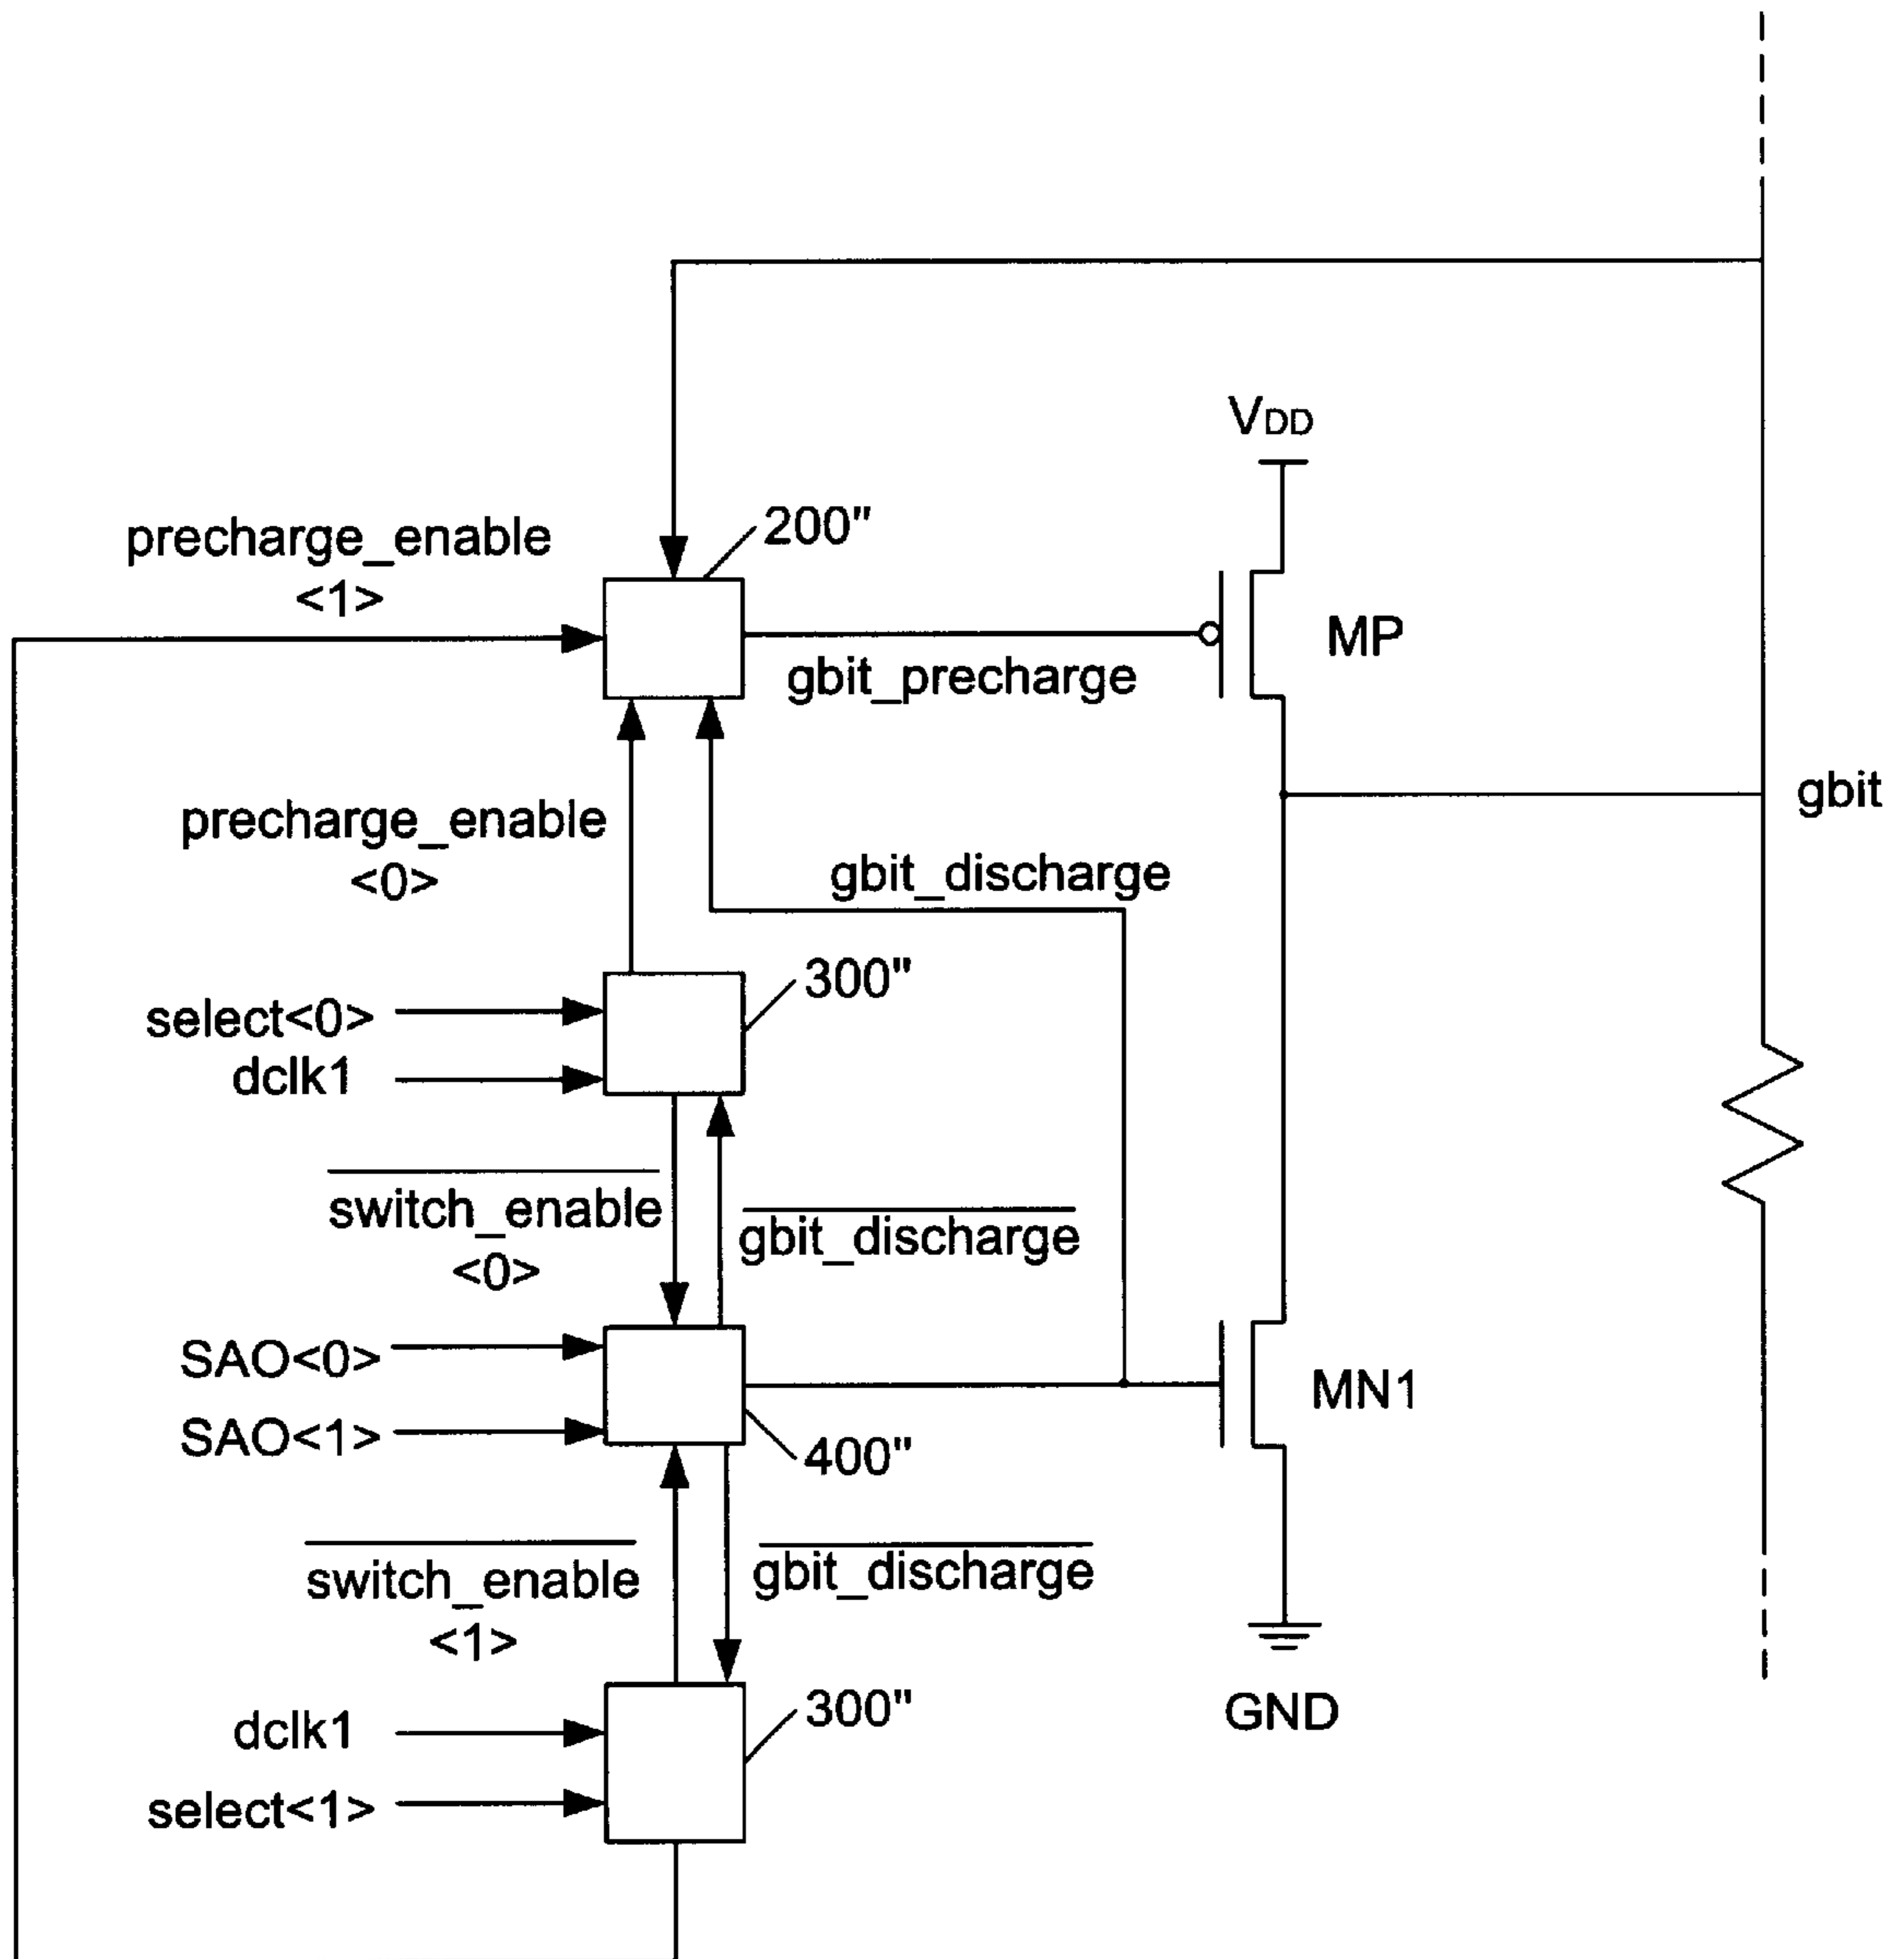 VDD
200"
precharge_enable
<1>
MP
gbit_precharge
gbit
precharge_enable
<0>
gbit_discharge
300"
select<0>
dclk1
switch_enable
<0>
gbit_discharge
SAO<0>
MN1
SAO<1>
400"
switch_enable
<1>
gbit_discharge
300"
GND
dclk1
select<1>